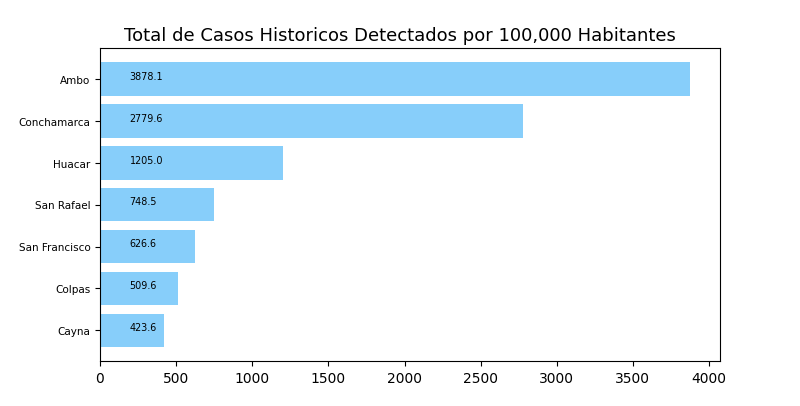 Total de Casos Historicos Detectados por 100,000 Habitantes
Ambo 3878.1
Conchamarca 2779.6
Huacar 1205.0
San Rafael 748.5
San Francisco 626.6
Colpas 509.6
Cayna 423.6
0 500 1000 1500 2000 2500 3000 3500 4000